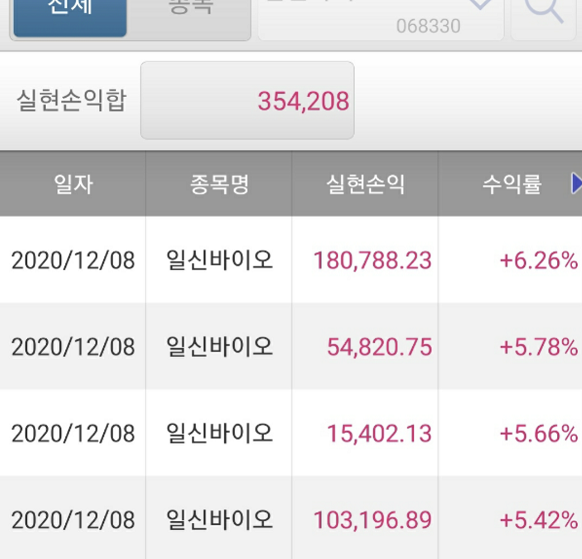 전체 종목
068330
실현손익합 354,208
일자 종목명 실현손익 수익률
2020/12/08 일신바이오 180,788.23 +6.26%
2020/12/08 일신바이오 54,820.75 +5.78%
2020/12/08 일신바이오 15,402.13 +5.66%
2020/12/08 일신바이오 103,196.89 +5.42%